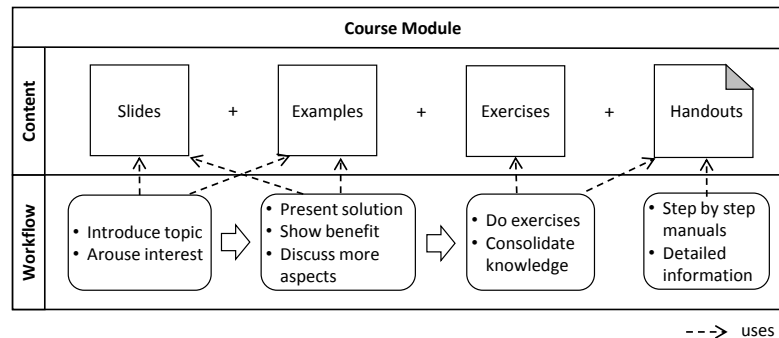 Course Module
Content
Slides
+
Examples
+
Exercises
+
Handouts
Workflow
• Introduce topic
• Arouse interest
• Present solution
• Show benefit
• Discuss more
aspects
• Do exercises
• Consolidate
knowledge
• Step by step
manuals
• Detailed
information
uses